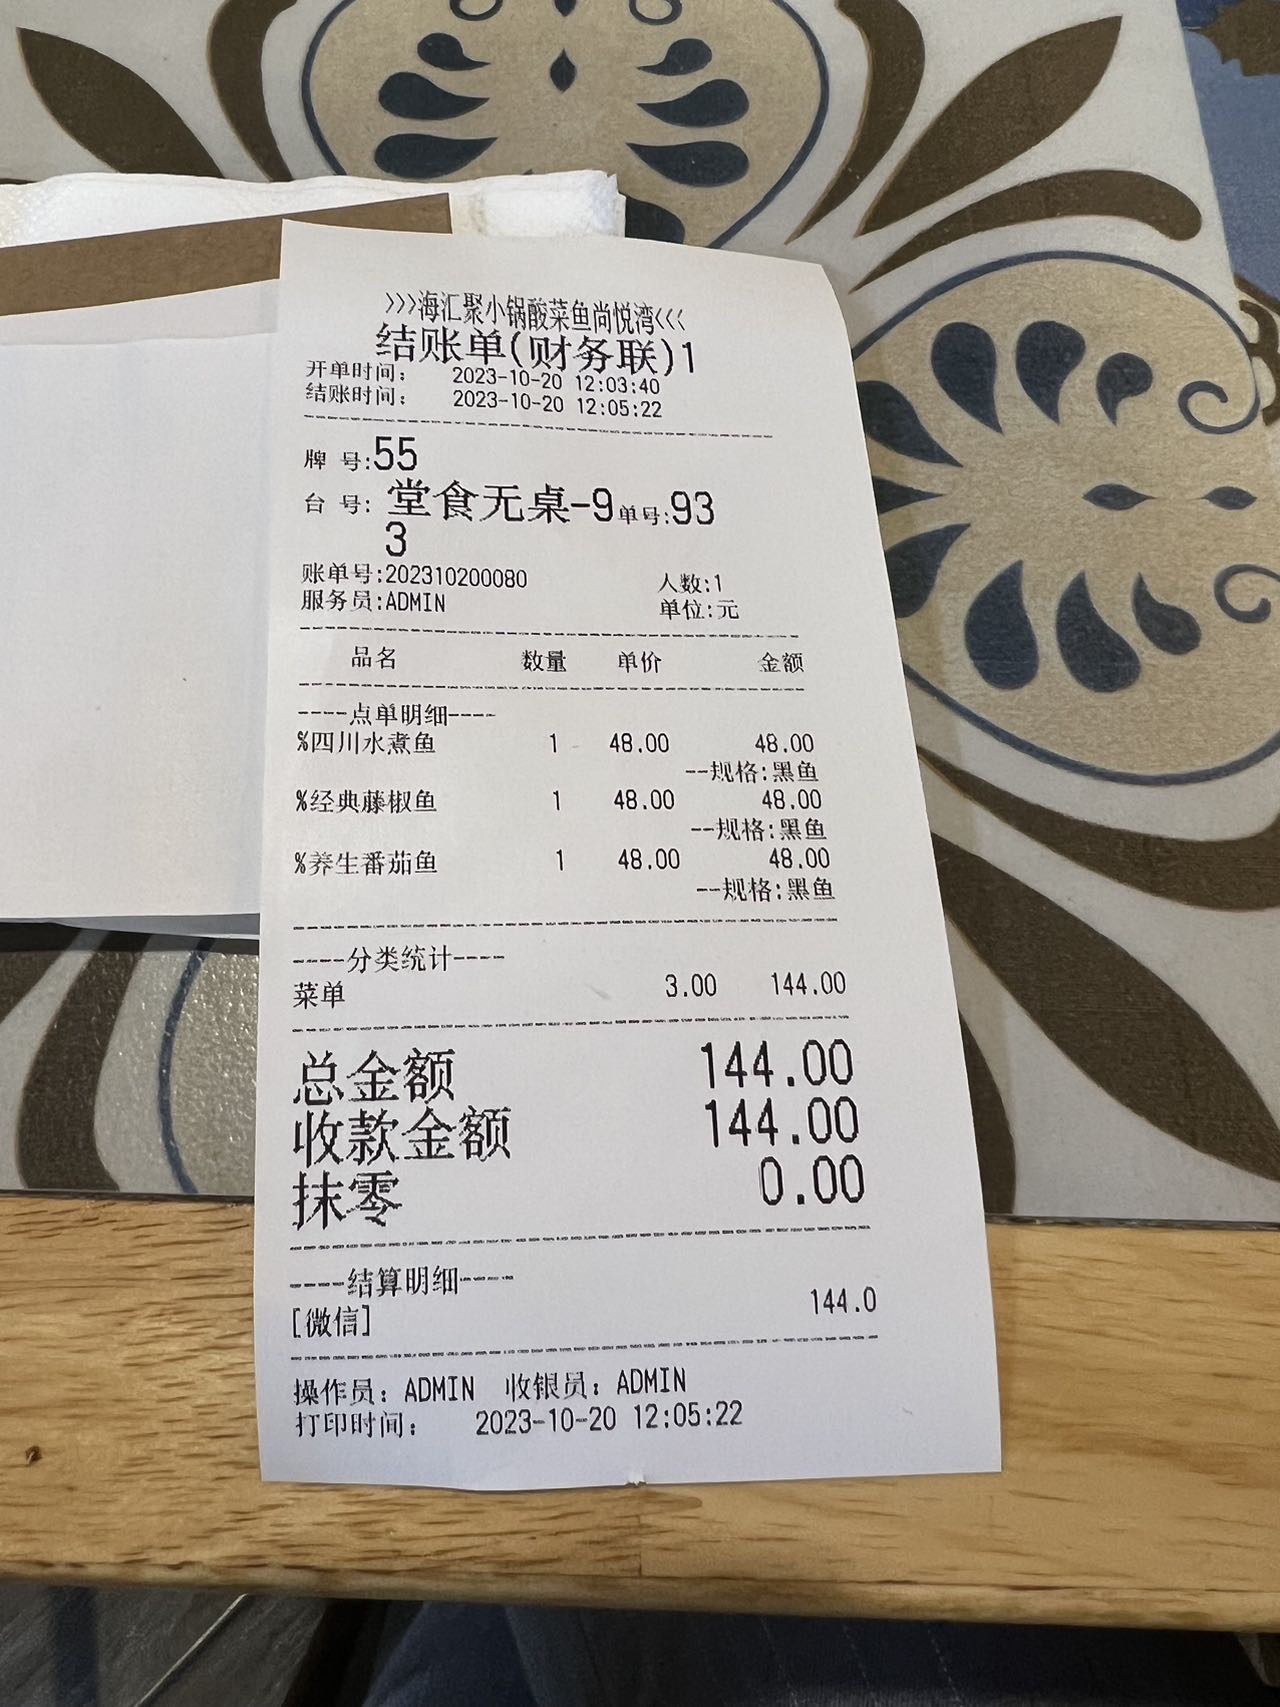 >>>海汇聚小锅酸菜鱼尚悦湾<<<
结账单(财务联)1
开单时间： 2023-10-20 12:03:40
结账时间： 2023-10-20 12:05:22
牌 号:55
台 号: 堂食无桌-9单号:93
3
账单号:202310200080 人数:1
服务员:ADMIN 单位:元
品名 数量 单价 金额
----点单明细----
%四川水煮鱼 1 48.00 48.00
--规格:黑鱼
%经典藤椒鱼 1 48.00 48.00
--规格:黑鱼
%养生番茄鱼 1 48.00 48.00
--规格:黑鱼
----分类统计----
菜单 3.00 144.00
总金额 144.00
收款金额 144.00
抹零 0.00
----结算明细----
[微信] 144.0
操作员：ADMIN 收银员：ADMIN
打印时间： 2023-10-20 12:05:22